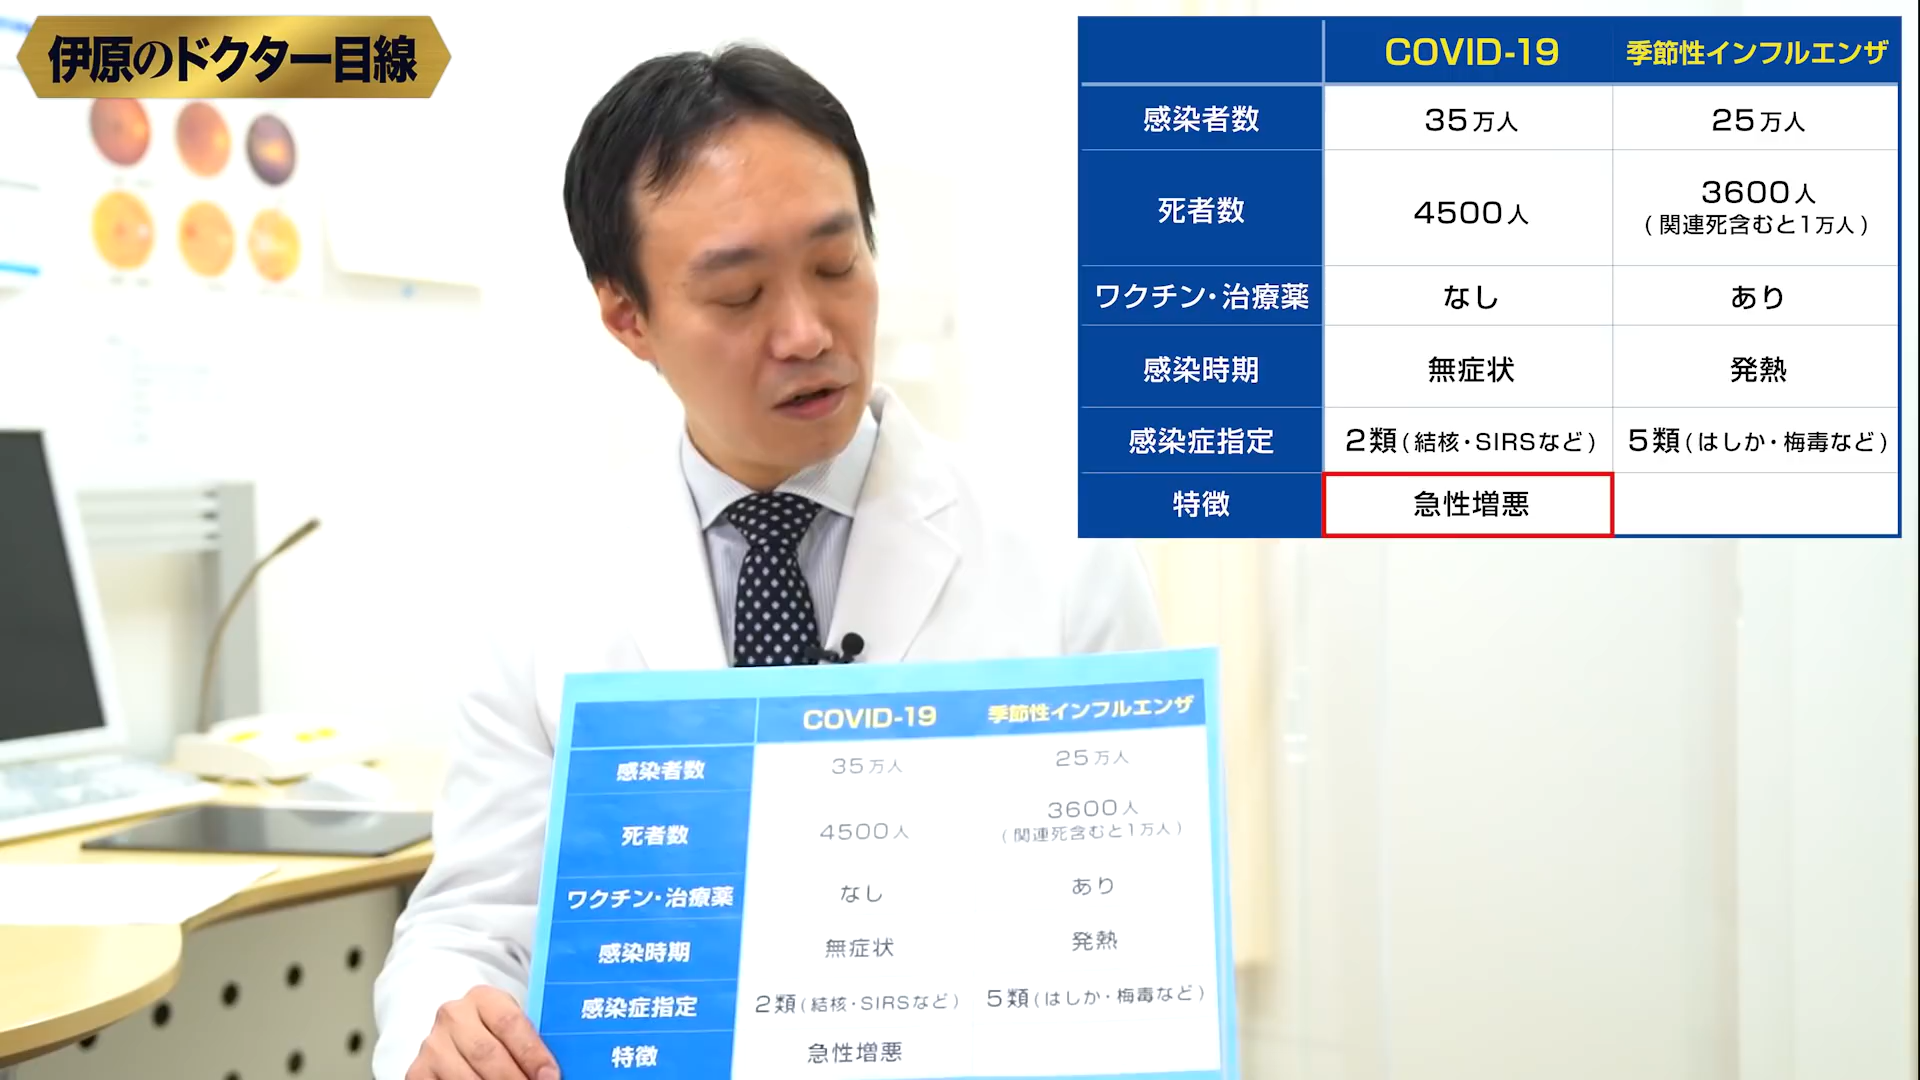 伊原のドクター目線
COVID-19 季節性インフルエンザ
感染者数 35万人 25万人
死者数 4500人 3600人
(関連死含むと1万人)
ワクチン・治療薬 なし あり
感染時期 無症状 発熱
感染症指定 2類(結核・SIRSなど) 5類(はしか・梅毒など)
特徴 急性増悪
COVID-19 季節性インフルエンザ
感染者数 35万人 25万人
死者数 4500人 3600人
(関連死含むと1万人)
ワクチン・治療薬 なし あり
感染時期 無症状 発熱
感染症指定 2類(結核・SIRSなど) 5類(はしか・梅毒など)
特徴 急性増悪